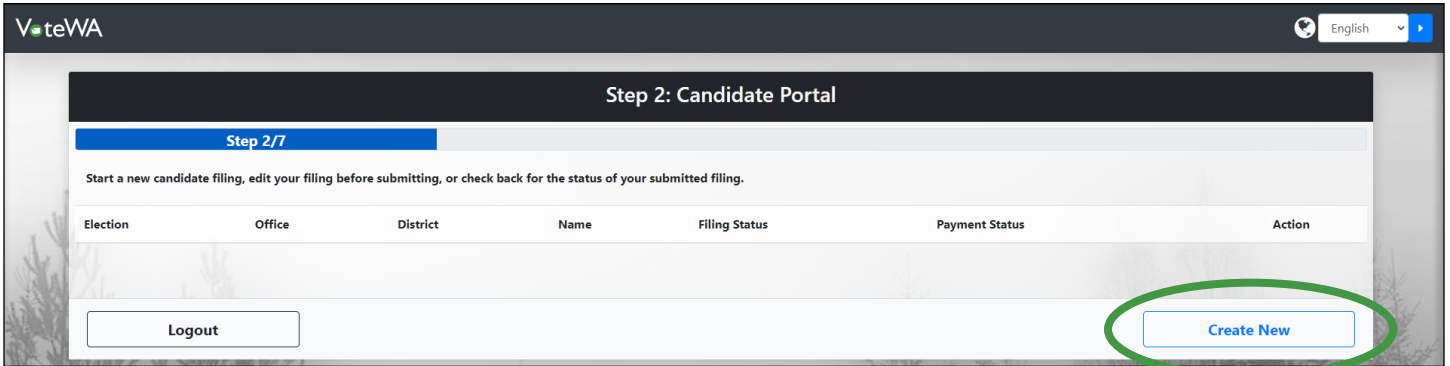 VoteWA
English
Step 2: Candidate Portal
Step 2/7
Start a new candidate filing, edit your filing before submitting, or check back for the status of your submitted filing.
Election Office District Name Filing Status Payment Status Action
Logout Create New